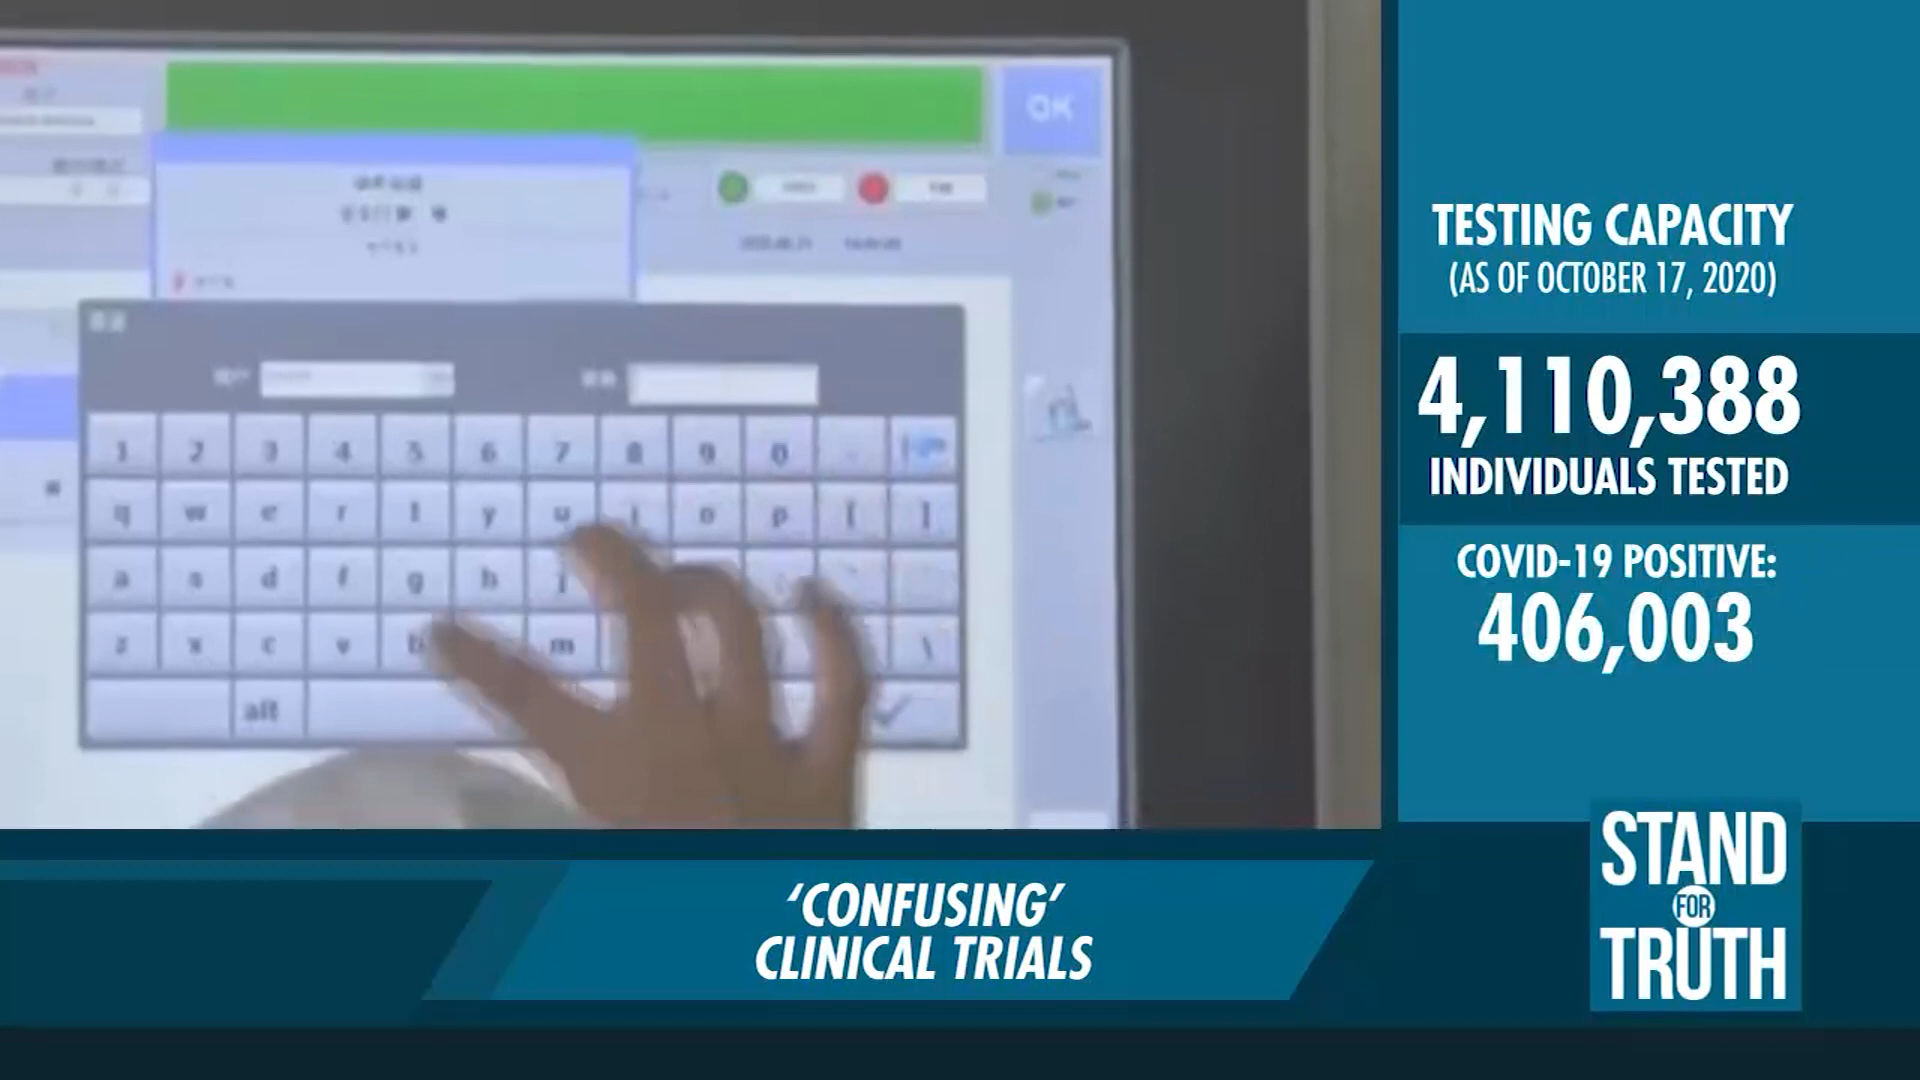 OK
1 2 3 4 5 6 7 8 9 0
q w e r t y u i o p [ ]
a s d f g h j
z x c v b m \
alt
TESTING CAPACITY
(AS OF OCTOBER 17, 2020)
4,110,388
INDIVIDUALS TESTED
COVID-19 POSITIVE:
406,003
'CONFUSING'
CLINICAL TRIALS
STAND
FOR
TRUTH